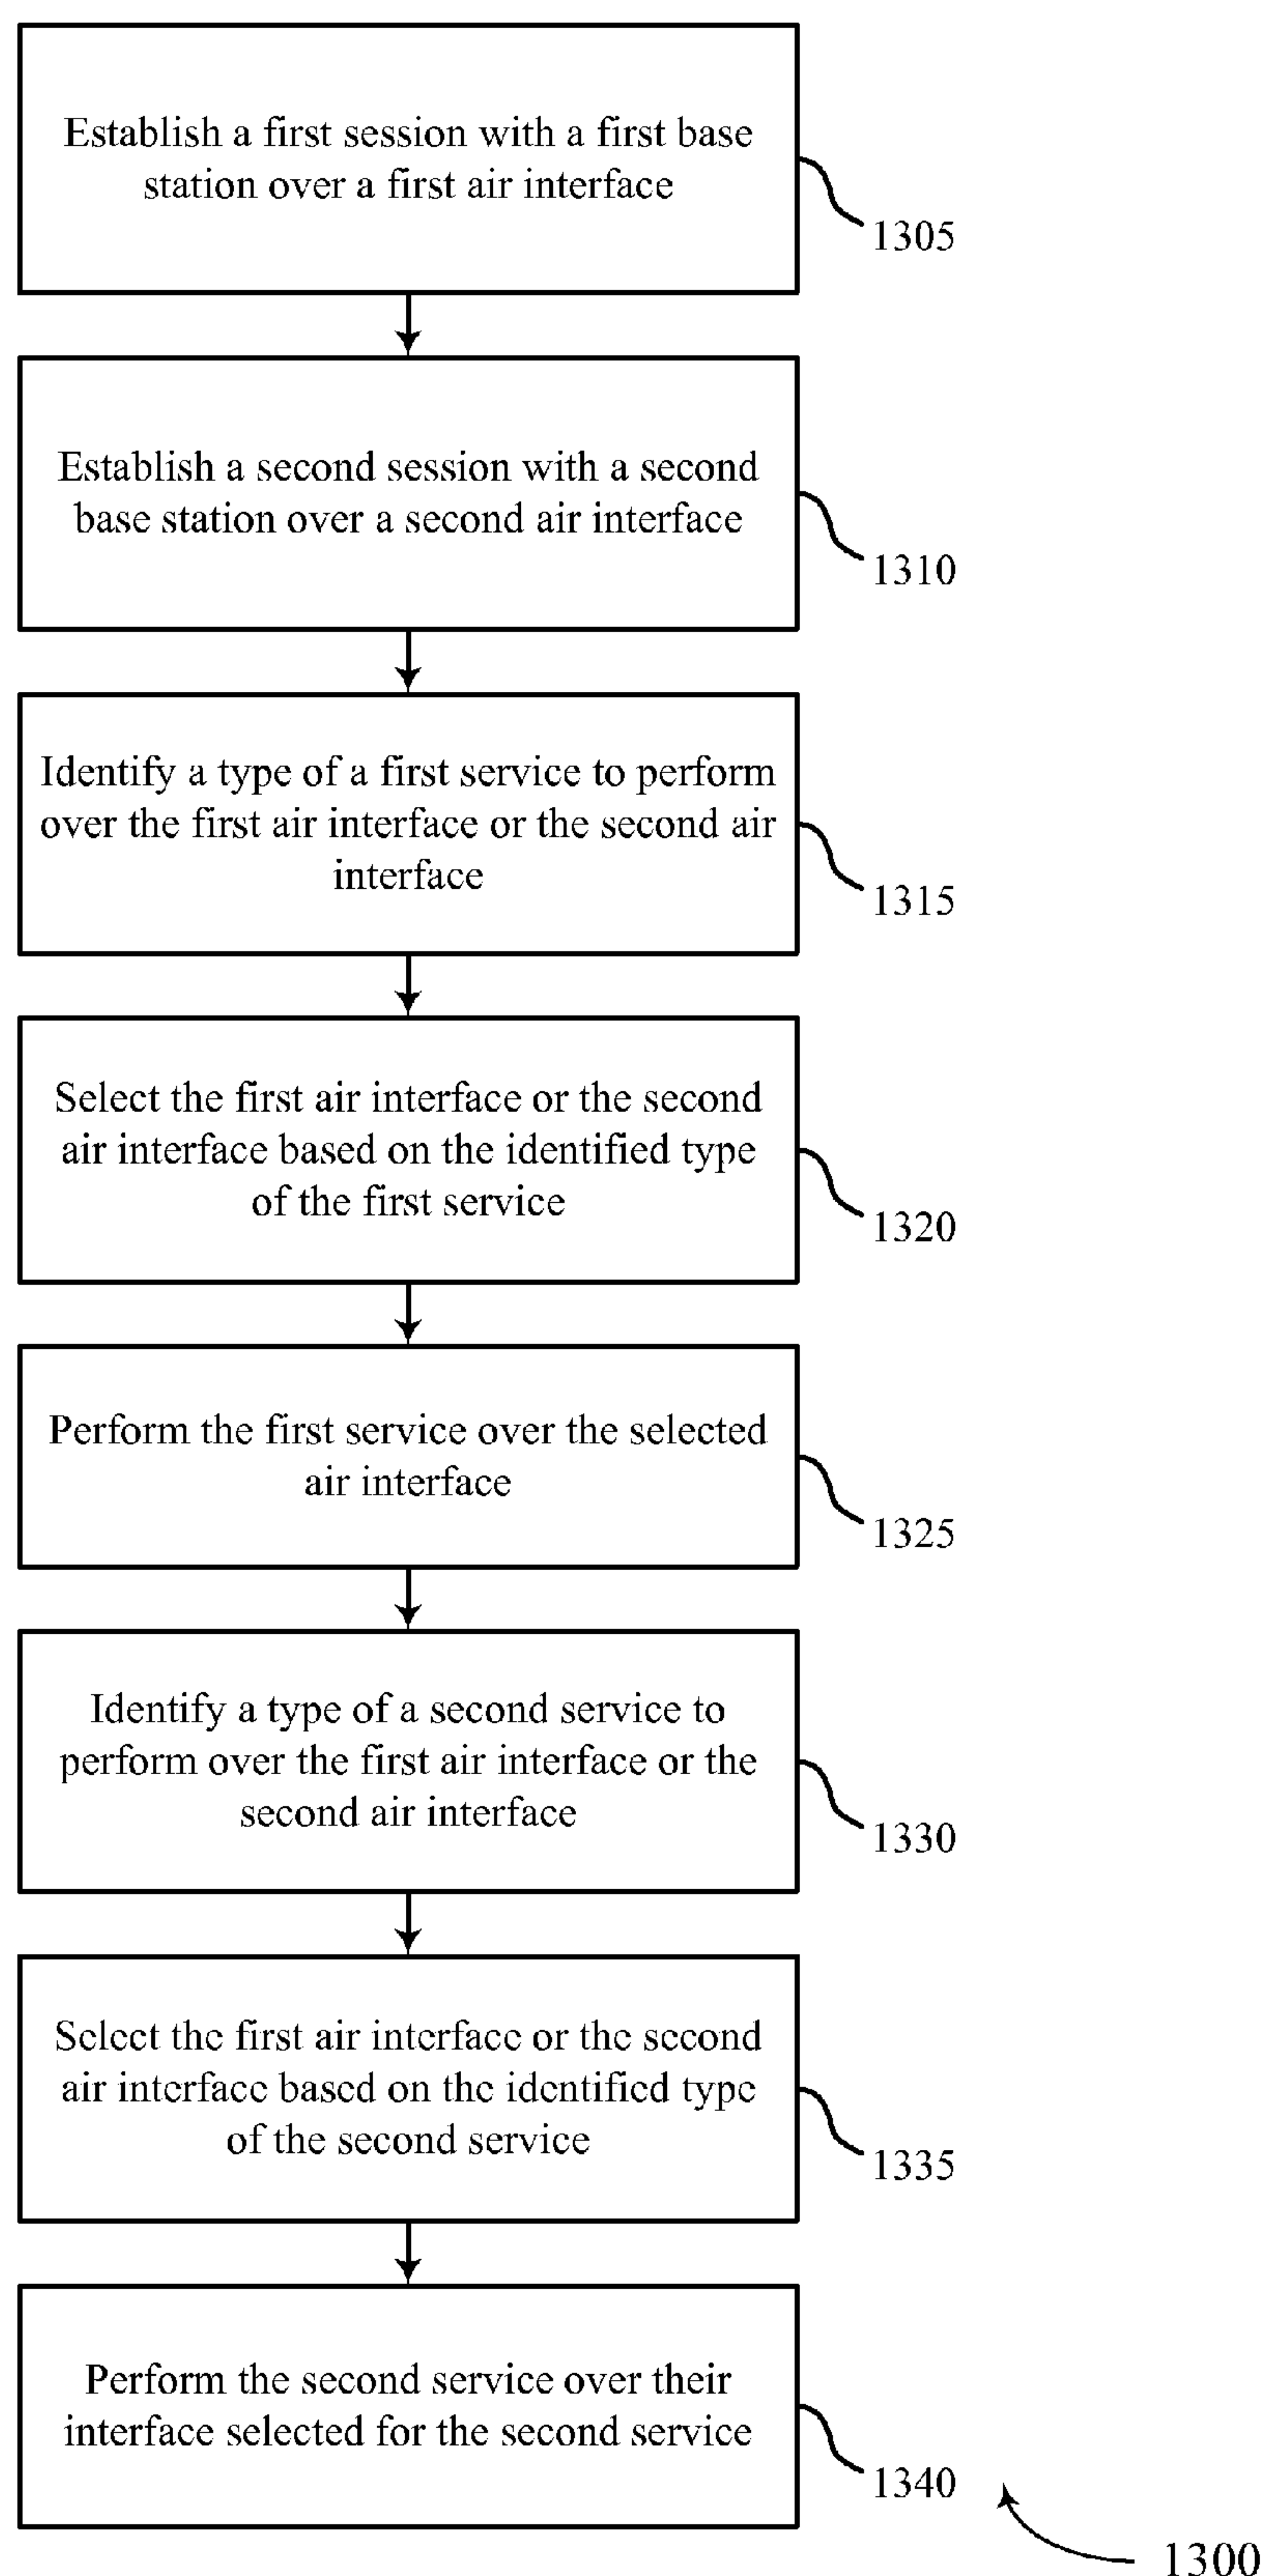 Establish a first session with a first base
station over a first air interface
1305
Establish a second session with a second
base station over a second air interface
1310
Identify a type of a first service to perform
over the first air interface or the second air
interface
1315
Select the first air interface or the second
air interface based on the identified type
of the first service
1320
Perform the first service over the selected
air interface
1325
Identify a type of a second service to
perform over the first air interface or the
second air interface
1330
Select the first air interface or the second
air interface based on the identified type
of the second service
1335
Perform the second service over their
interface selected for the second service
1340
1300